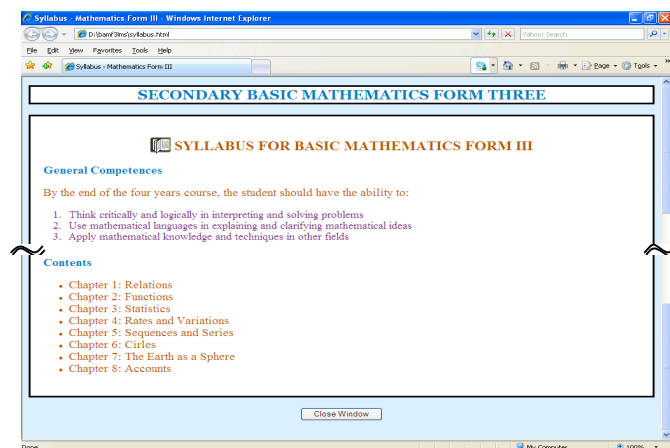 Syllabus - Mathematics Form III - Windows Internet Explorer
D:\bamf3lms\syllabus.html
Yahoo! Search
File Edit View Favorites Tools Help
Syllabus - Mathematics Form III
Page Tools
SECONDARY BASIC MATHEMATICS FORM THREE
SYLLABUS FOR BASIC MATHEMATICS FORM III
General Competences
By the end of the four years course, the student should have the ability to:
1. Think critically and logically in interpreting and solving problems
2. Use mathematical languages in explaining and clarifying mathematical ideas
3. Apply mathematical knowledge and techniques in other fields
Contents
• Chapter 1: Relations
• Chapter 2: Functions
• Chapter 3: Statistics
• Chapter 4: Rates and Variations
• Chapter 5: Sequences and Series
• Chapter 6: Cirles
• Chapter 7: The Earth as a Sphere
• Chapter 8: Accounts
Close Window
Done My Computer 100%